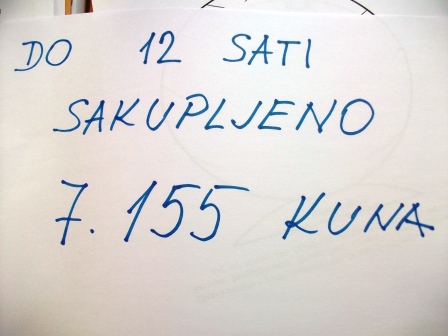 DO 12 SATI
SAKUPLJENO
7.155 KUNA